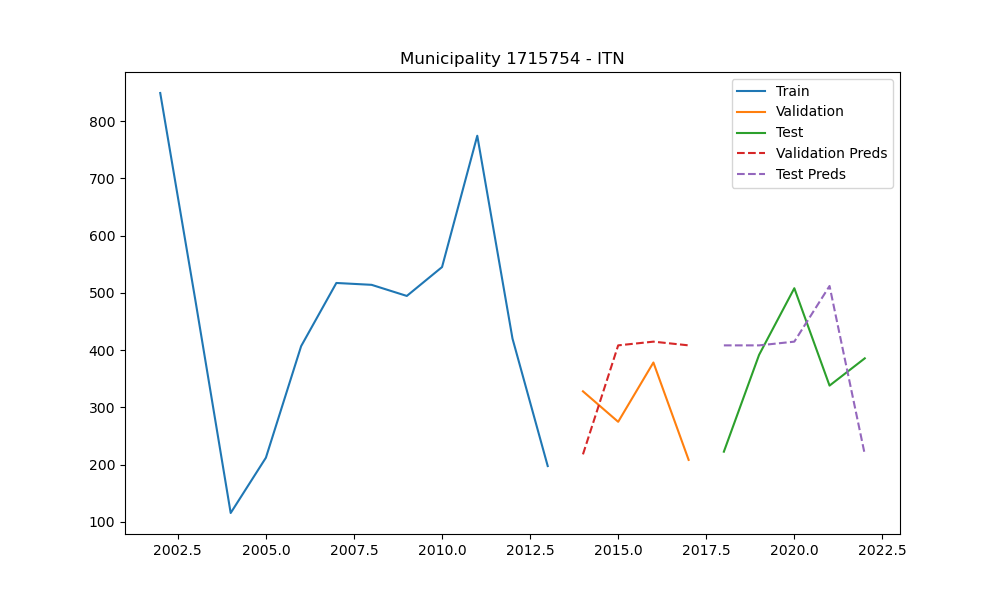 Municipality 1715754 - ITN
Train
Validation
Test
Validation Preds
Test Preds
800
700
600
500
400
300
200
100
2002.5 2005.0 2007.5 2010.0 2012.5 2015.0 2017.5 2020.0 2022.5